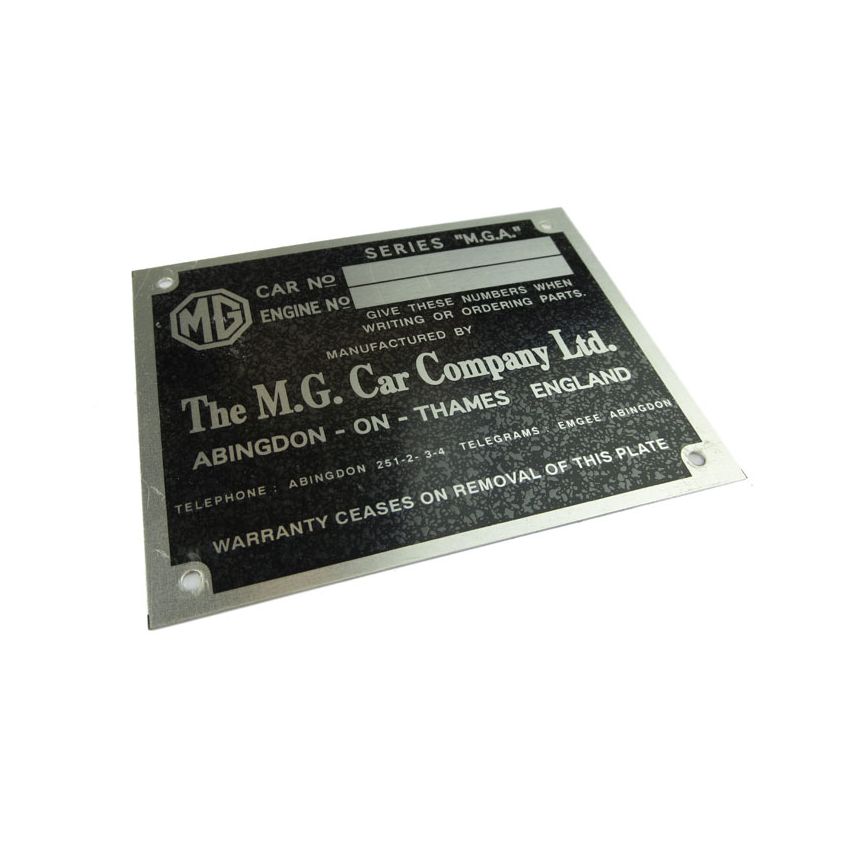 SERIES "M.G.A."
MG
CAR No
ENGINE No
GIVE THESE NUMBERS WHEN
WRITING OR ORDERING PARTS.
MANUFACTURED BY
The M.G. Car Company Ltd.
ABINGDON - ON - THAMES ENGLAND
TELEPHONE : ABINGDON 251-2-3-4 TELEGRAMS . EMGEE ABINGDON
WARRANTY CEASES ON REMOVAL OF THIS PLATE